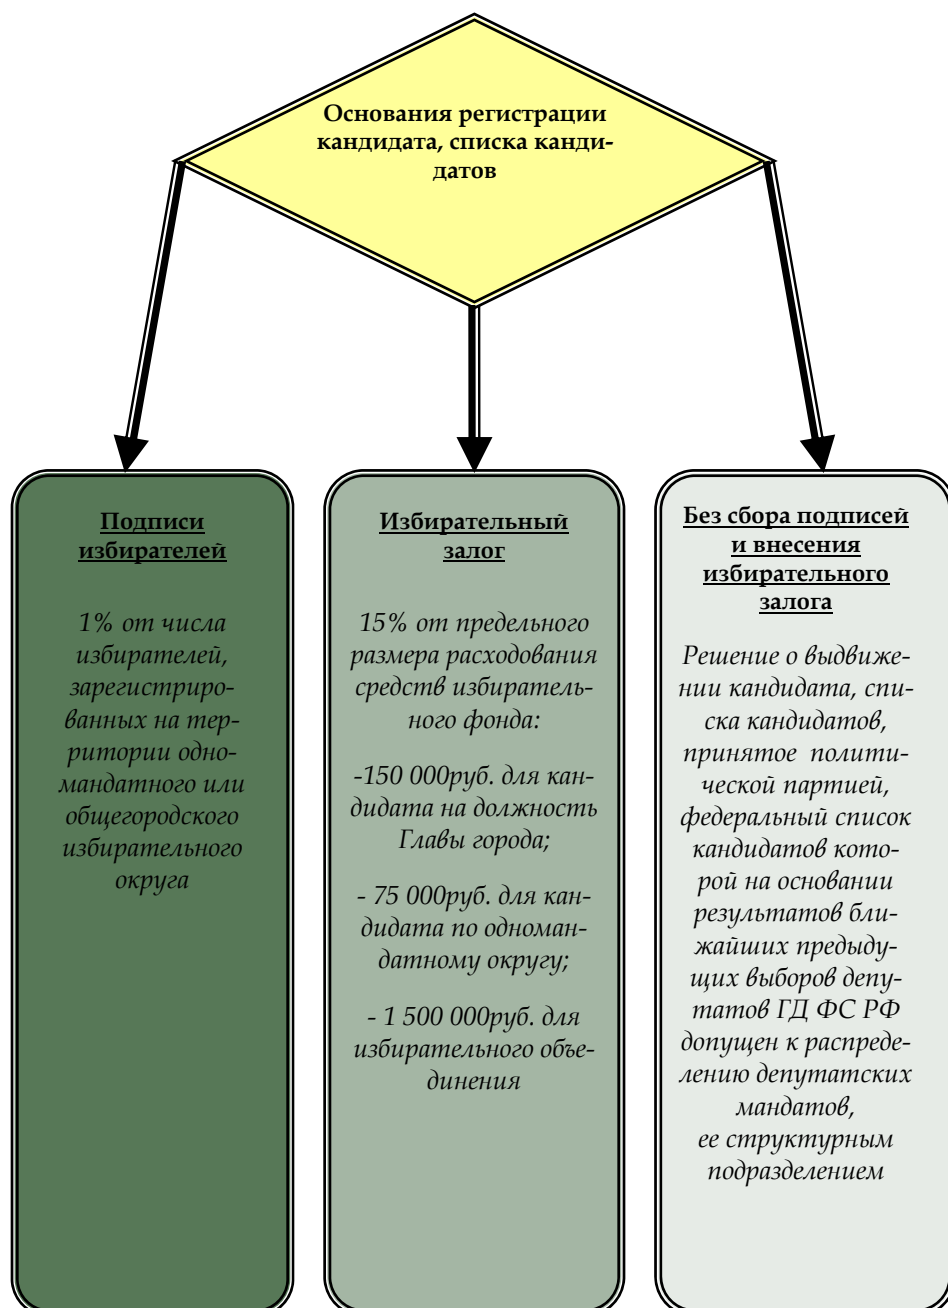 Основания регистрации
кандидата, списка канди-
датов
Подписи
избирателей
1% от числа
избирателей,
зарегистриро-
ванных на тер-
ритории одно-
мандатного или
общегородского
избирательного
округа
Избирательный
залог
15% от предельного
размера расходования
средств избиратель-
ного фонда:
-150 000руб. для кан-
дидата на должность
Главы города;
- 75 000руб. для кан-
дидата по одноман-
датному округу;
- 1 500 000руб. для
избирательного объе-
динения
Без сбора подписей
и внесения
избирательного
залога
Решение о выдвиже-
нии кандидата, спи-
ска кандидатов,
принятое политической партией,
федеральный список
кандидатов кото-
рой на основании
результатов бли-
жайших предыду-
щих выборов депу-
татов ГД ФС РФ
допущен к распреде-
лению депутатских
мандатов,
ее структурным
подразделением